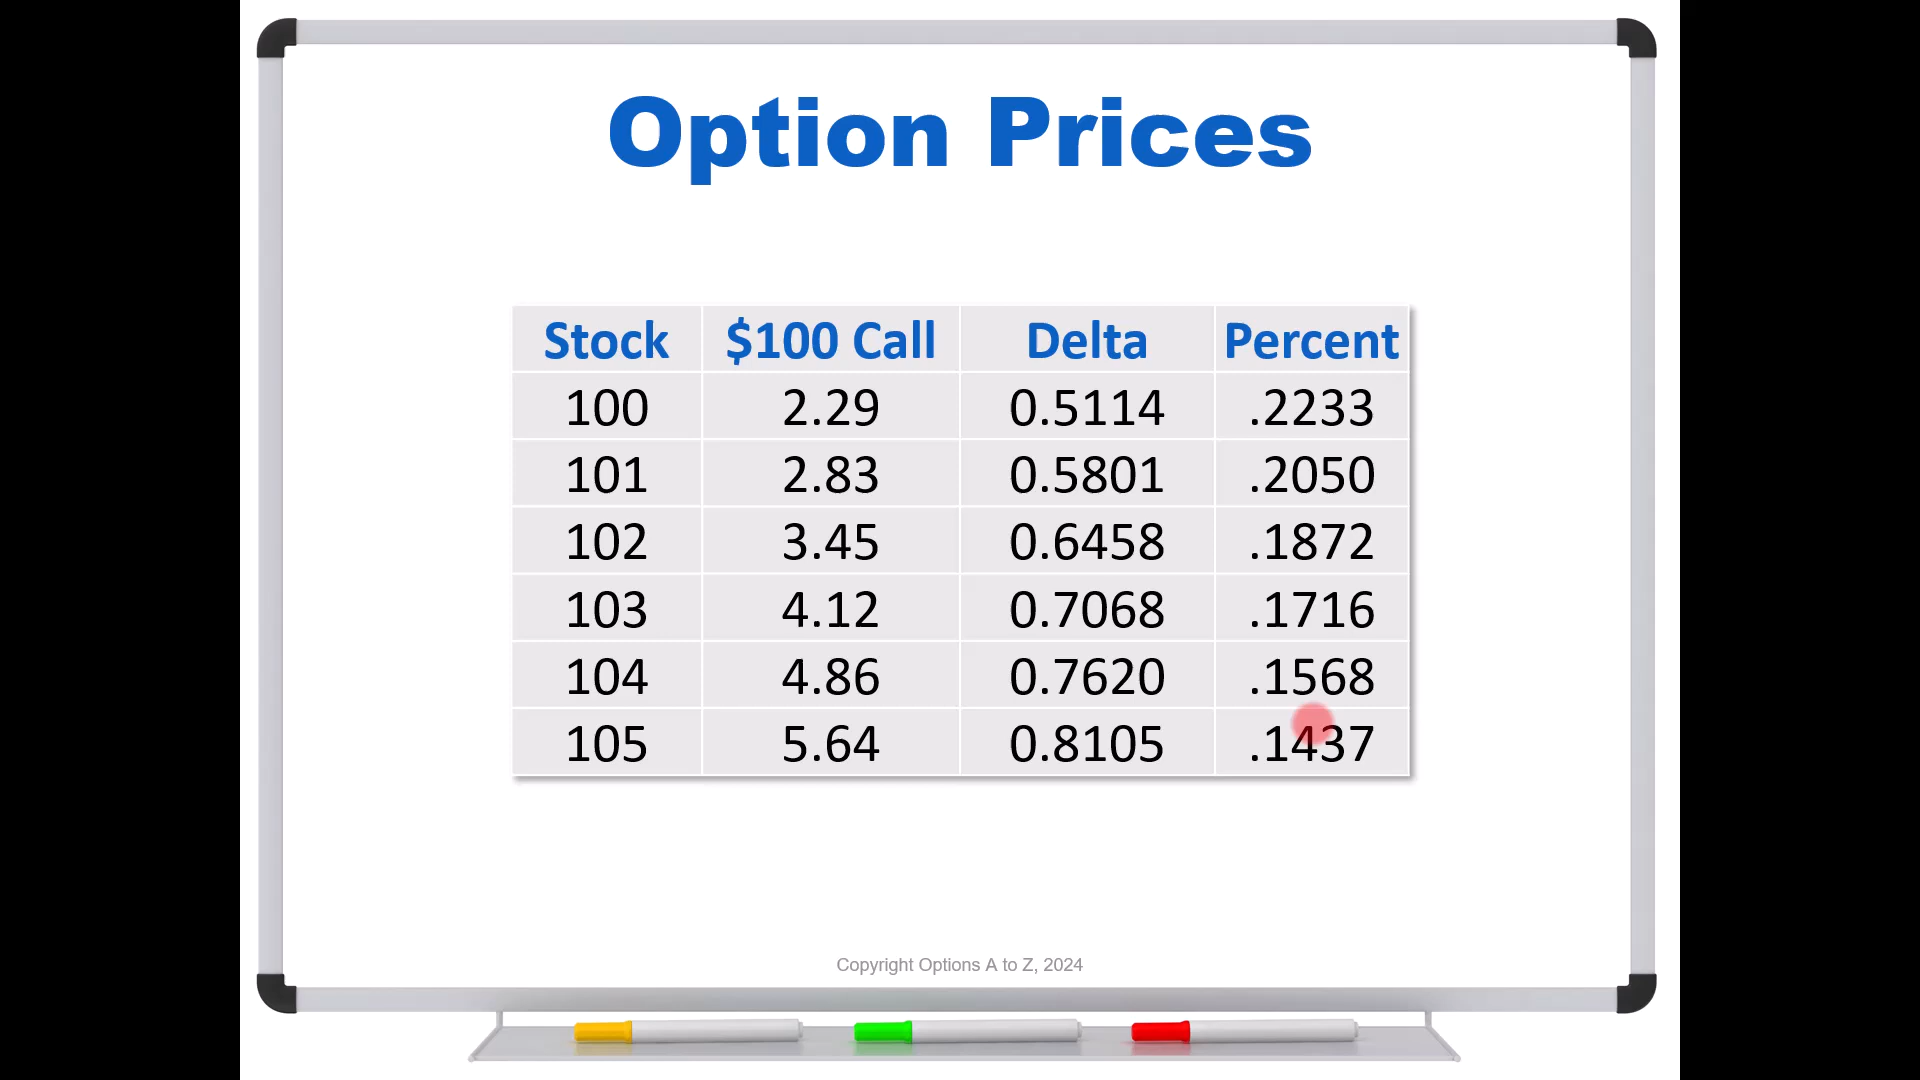 Option Prices
Stock $100 Call Delta Percent
100 2.29 0.5114 .2233
101 2.83 0.5801 .2050
102 3.45 0.6458 .1872
103 4.12 0.7068 .1716
104 4.86 0.7620 .1568
105 5.64 0.8105 .1437
Copyright Options A to Z, 2024